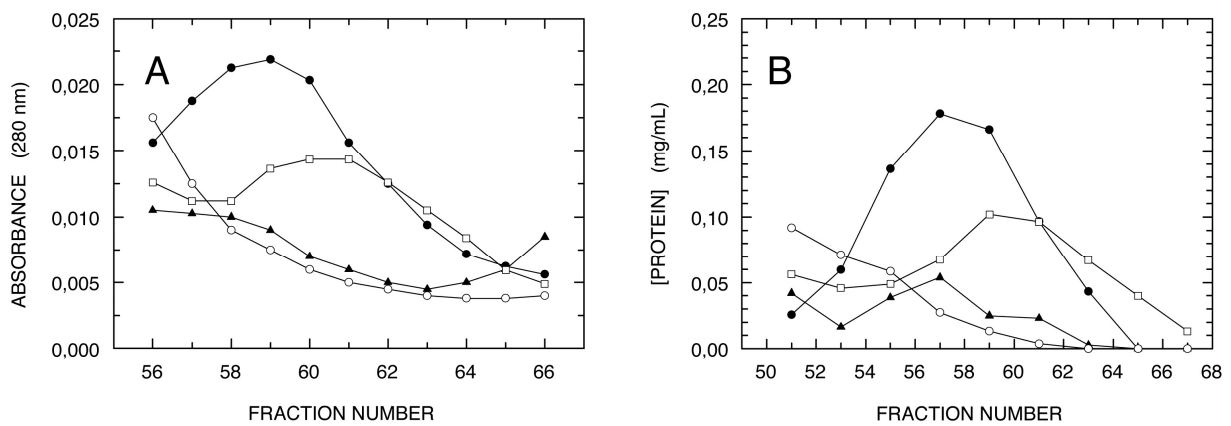 A
0,025
0,020
0,015
0,010
0,005
0,000
ABSORBANCE (280 nm)
56 58 60 62 64 66
FRACTION NUMBER
B
0,25
0,20
0,15
0,10
0,05
0,00
[PROTEIN] (mg/mL)
50 52 54 56 58 60 62 64 66 68
FRACTION NUMBER